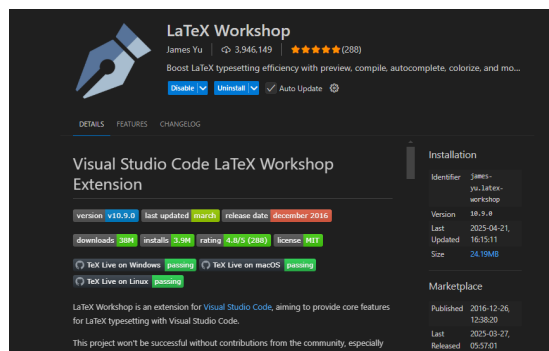 LaTeX Workshop
James Yu 3,946,149 (288)
Boost LaTeX typesetting efficiency with preview, compile, autocomplete, colorize, and mo...
Disable Uninstall Auto Update
DETAILS FEATURES CHANGELOG
Visual Studio Code LaTeX Workshop
Extension
version v10.9.0 last updated march release date december 2016
downloads 38M installs 3.9M rating 4.8/5 (288) license MIT
TeX Live on Windows passing TeX Live on macOS passing
TeX Live on Linux passing
LaTeX Workshop is an extension for Visual Studio Code, aiming to provide core features
for LaTeX typesetting with Visual Studio Code.
This project won't be successful without contributions from the community, especially
Installation
Identifier james-
yu.latex-
workshop
Version 10.9.0
Last 2025-04-21,
Updated 16:15:11
Size 24.19MB
Marketplace
Published 2016-12-26,
12:38:20
Last 2025-03-27,
Released 05:57:01